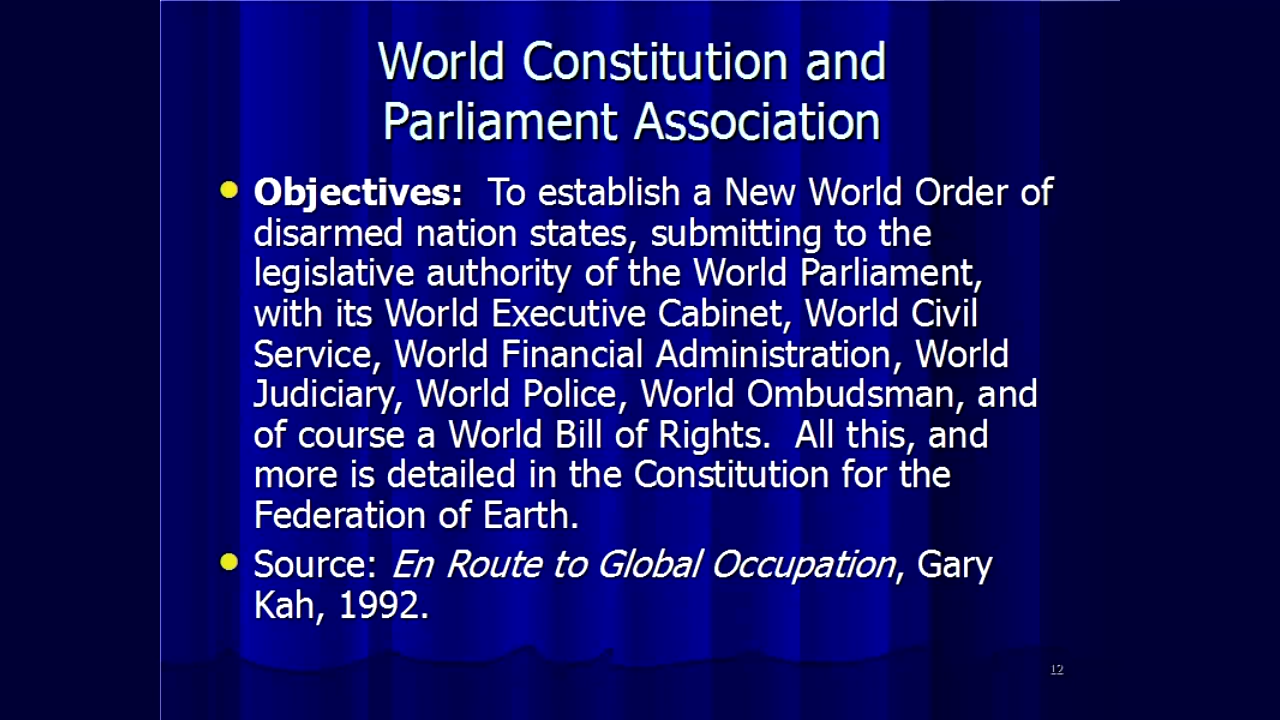 World Constitution and
Parliament Association
Objectives:  To establish a New World Order of
disarmed nation states, submitting to the
legislative authority of the World Parliament,
with its World Executive Cabinet, World Civil
Service, World Financial Administration, World
Judiciary, World Police, World Ombudsman, and
of course a World Bill of Rights.  All this, and
more is detailed in the Constitution for the
Federation of Earth.
Source: En Route to Global Occupation, Gary
Kah, 1992.
12